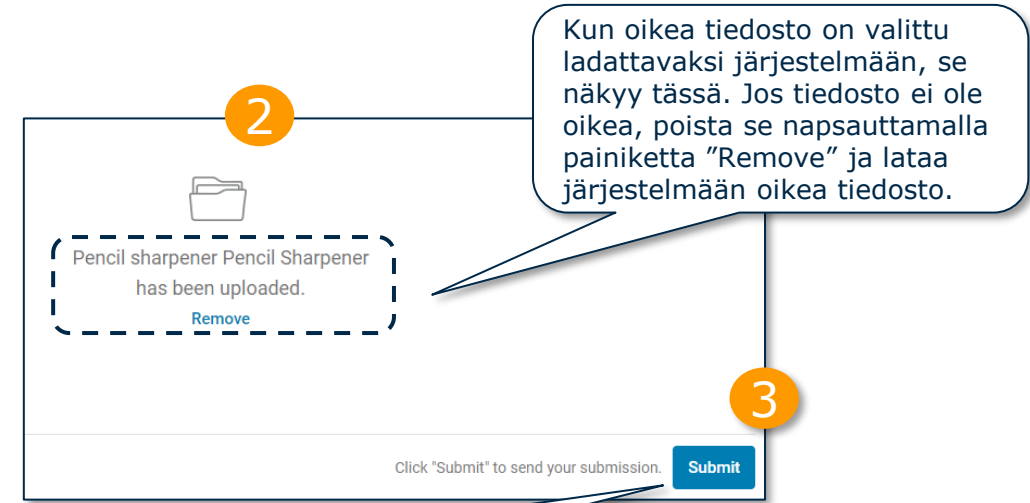 Kun oikea tiedosto on valittu
ladattavaksi järjestelmään, se
näkyy tässä. Jos tiedosto ei ole
oikea, poista se napsauttamalla
painiketta ”Remove” ja lataa
järjestelmään oikea tiedosto.
2
Pencil sharpener Pencil Sharpener
has been uploaded.
Remove
3
Click "Submit" to send your submission. Submit